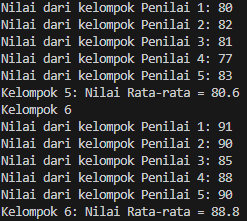 Nilai dari kelompok Penilai 1: 80
Nilai dari kelompok Penilai 2: 82
Nilai dari kelompok Penilai 3: 81
Nilai dari kelompok Penilai 4: 77
Nilai dari kelompok Penilai 5: 83
Kelompok 5: Nilai Rata-rata = 80.6
Kelompok 6
Nilai dari kelompok Penilai 1: 91
Nilai dari kelompok Penilai 2: 90
Nilai dari kelompok Penilai 3: 85
Nilai dari kelompok Penilai 4: 88
Nilai dari kelompok Penilai 5: 90
Kelompok 6: Nilai Rata-rata = 88.8